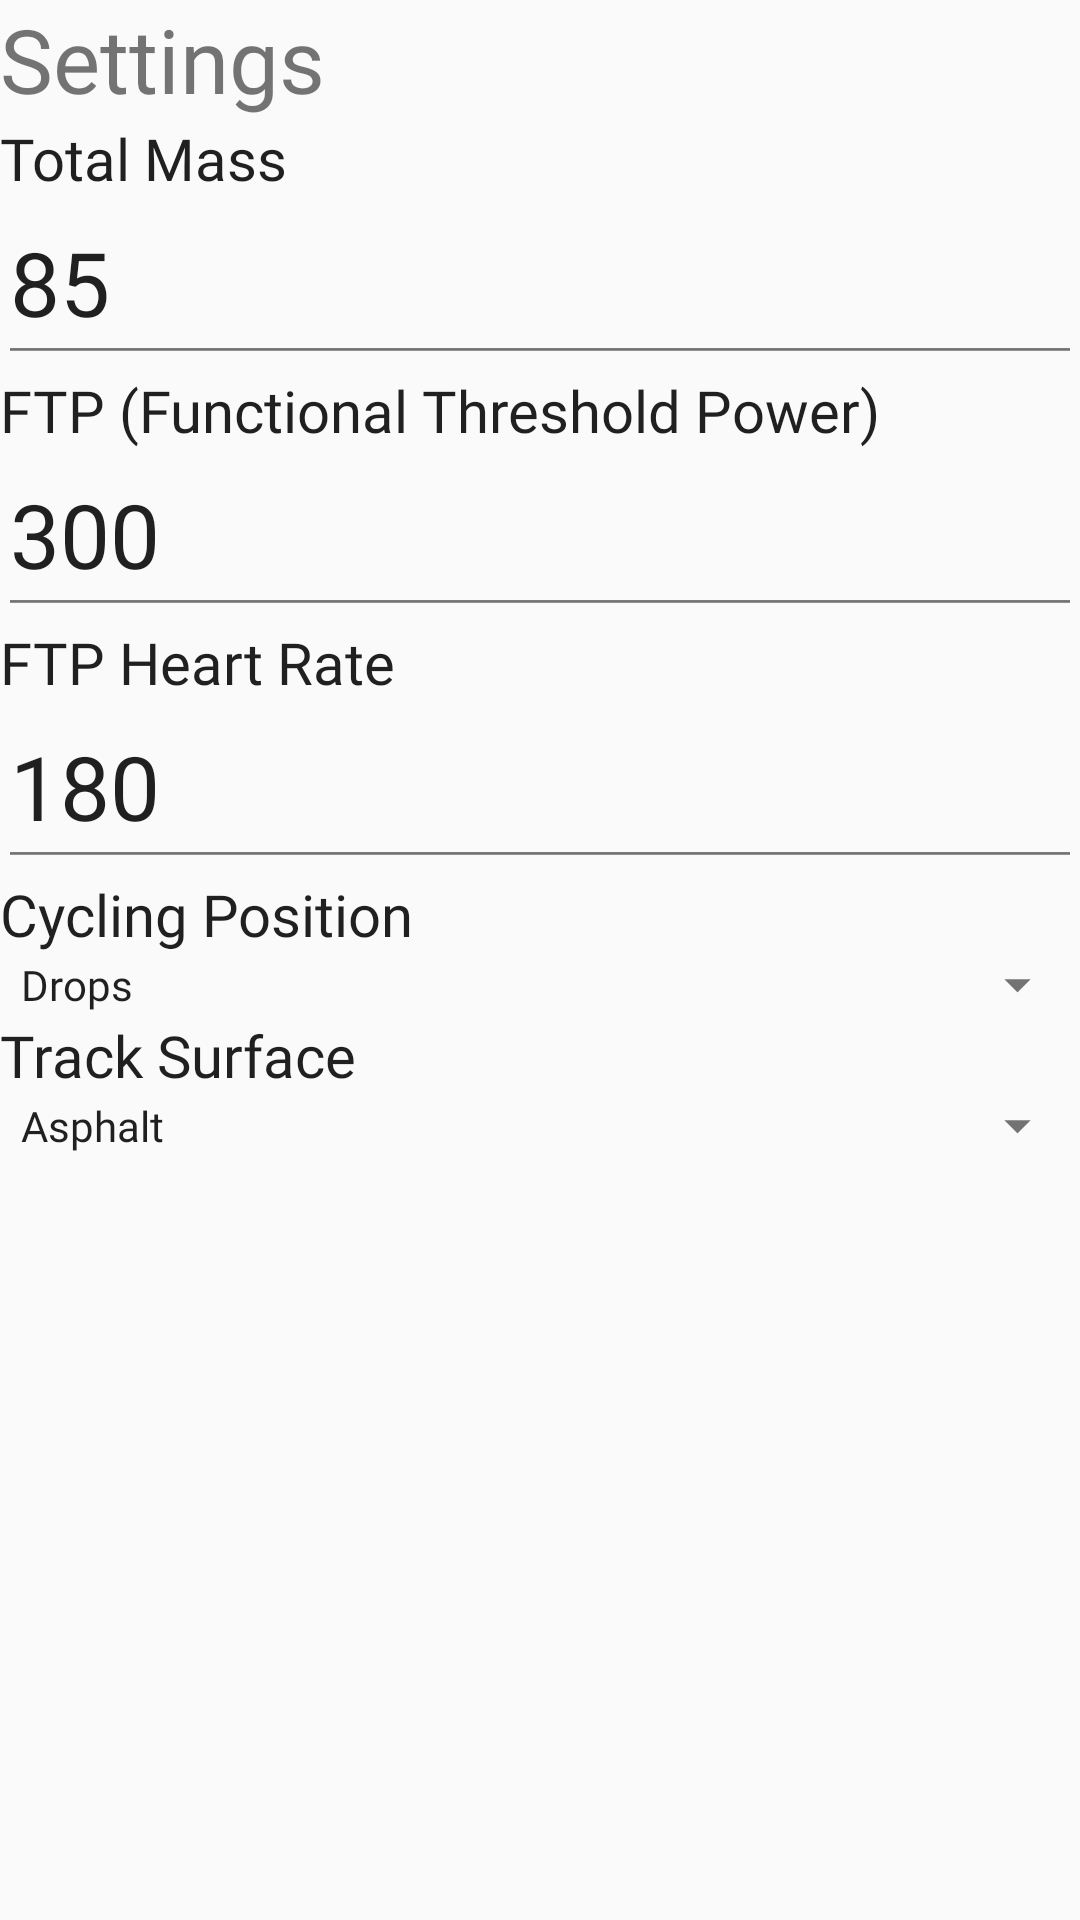 Settings
Total Mass
85
FTP (Functional Threshold Power)
300
FTP Heart Rate
180
Cycling Position
Drops
Track Surface
Asphalt